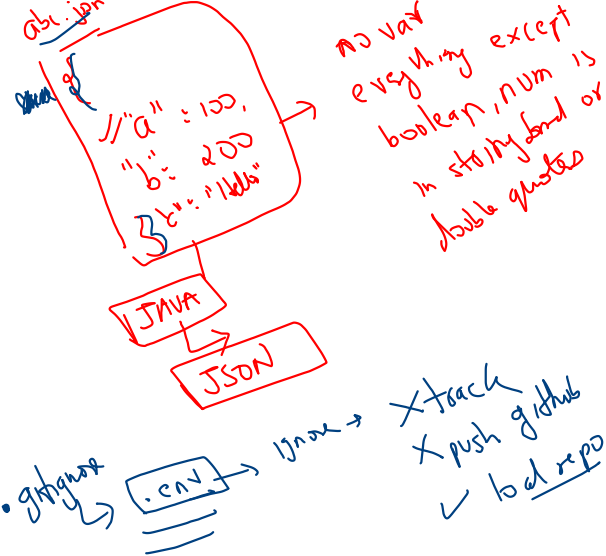 abc.json
{
// "a" : 100,
"b" : 200
"c" : "Hello"
}
no var
everything except
boolean, num is
in string form or
double quotes
JAVA
JSON
.gitignore
.env
ignore
X track
X push github
✓ local repo